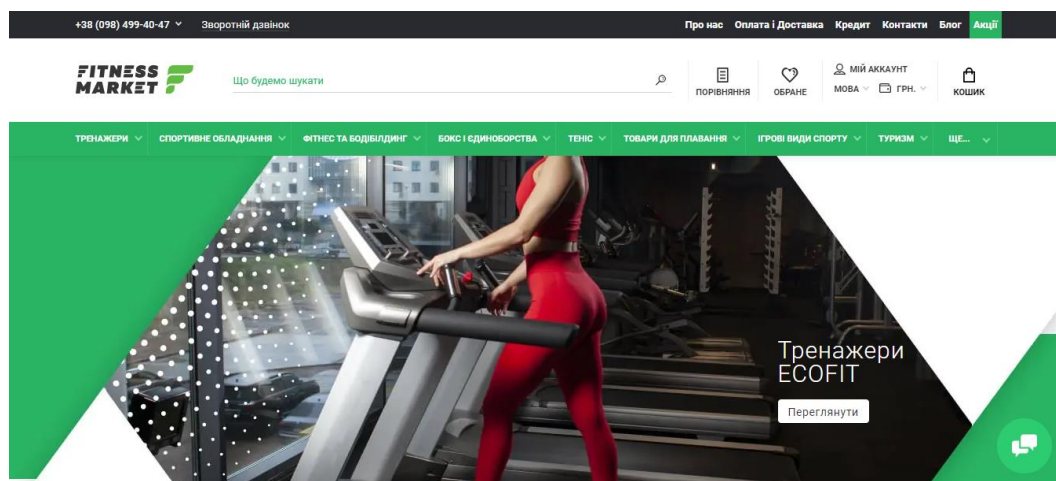 +38 (098) 499-40-47 Зворотній дзвінок Про нас Оплата і Доставка Кредит Контакти Блог Акції
FITNESS
MARKET
Що будемо шукати
ПОРІВНЯННЯ
ОБРАНЕ
МІЙ АККАУНТ
МОВА ГРН.
КОШИК
ТРЕНАЖЕРИ СПОРТИВНЕ ОБЛАДНАННЯ ФІТНЕС ТА БОДІБІЛДИНГ БОКС І ЄДИНОБОРСТВА ТЕНІС ТОВАРИ ДЛЯ ПЛАВАННЯ ІГРОВІ ВИДИ СПОРТУ ТУРИЗМ ЩЕ...
Тренажери
ECOFIT
Переглянути